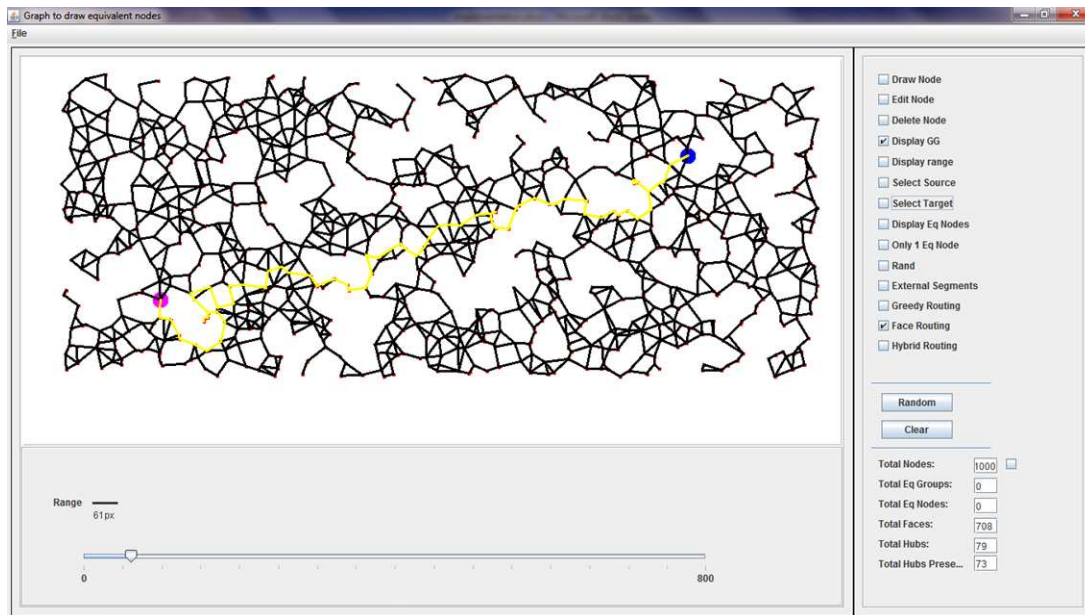 Graph to draw equivalent nodes
File
Draw Node
Edit Node
Delete Node
Display GG
Display range
Select Source
Select Target
Display Eq Nodes
Only 1 Eq Node
Rand
External Segments
Greedy Routing
Face Routing
Hybrid Routing
Random
Clear
Total Nodes: 1000
Total Eq Groups: 0
Total Eq Nodes: 0
Total Faces: 708
Total Hubs: 79
Total Hubs Prese... 73
Range
61px
0 800